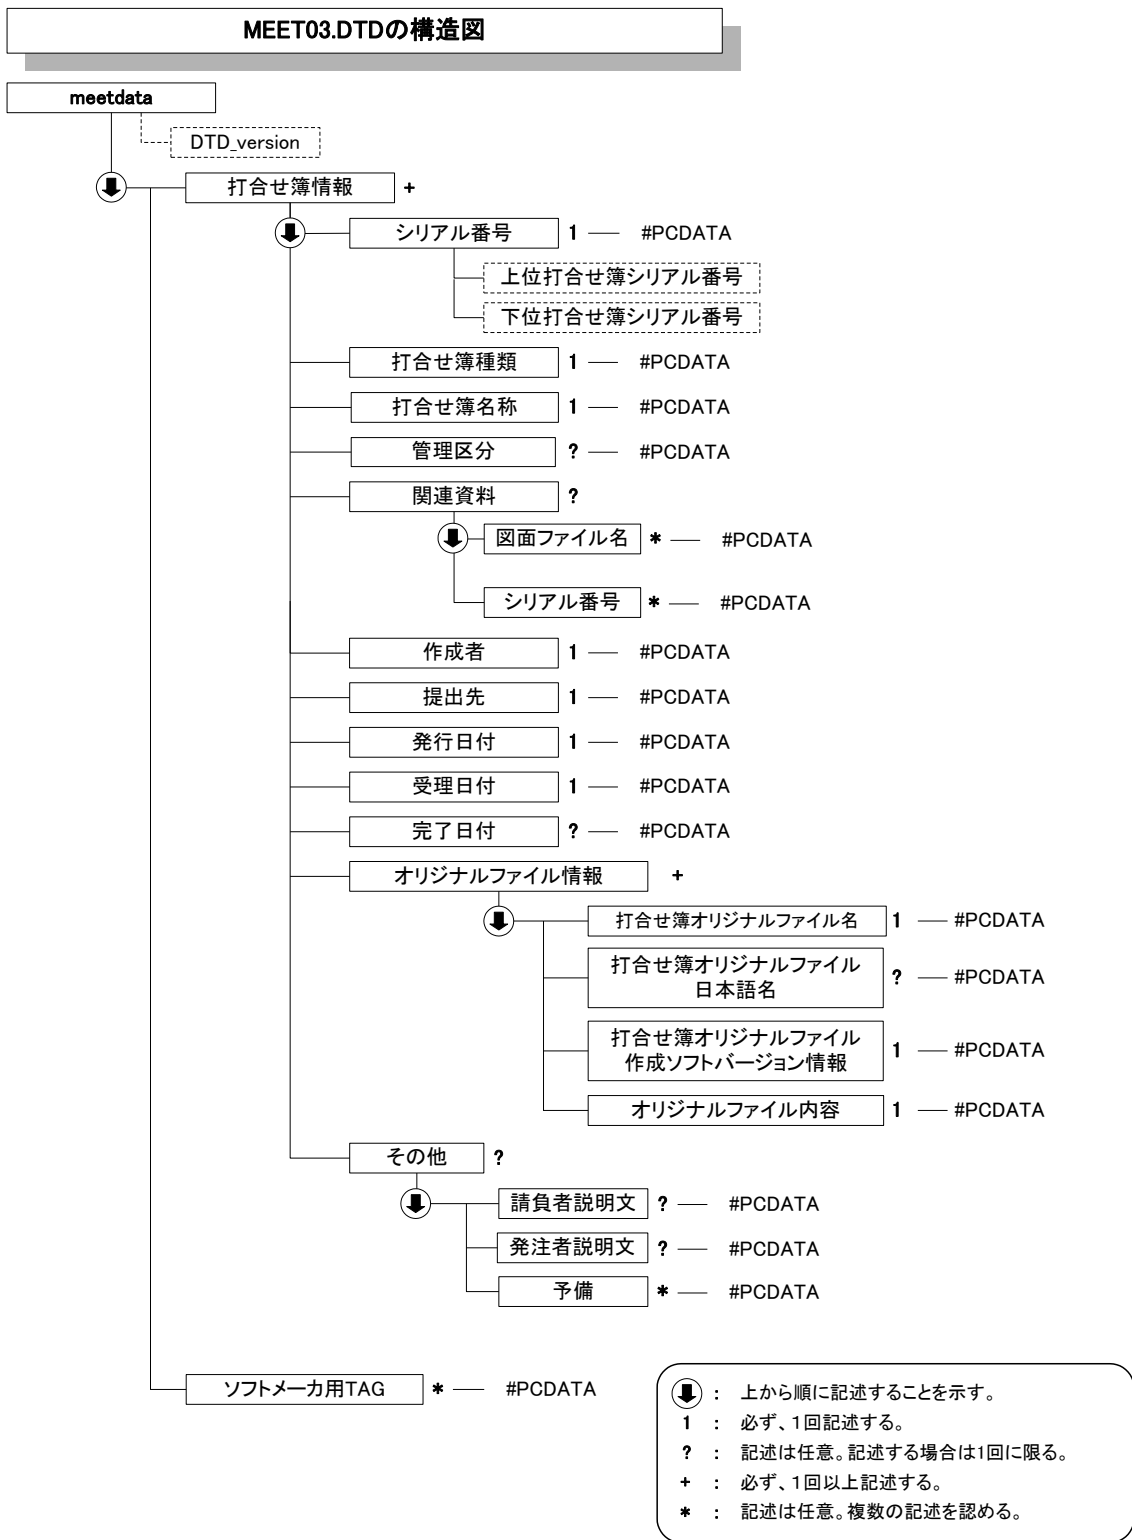 MEET03.DTDの構造図
meetdata
DTD_version
打合せ簿情報 +
シリアル番号 1 #PCDATA
上位打合せ簿シリアル番号
下位打合せ簿シリアル番号
打合せ簿種類 1 #PCDATA
打合せ簿名称 1 #PCDATA
管理区分 ? #PCDATA
関連資料 ?
図面ファイル名 * #PCDATA
シリアル番号 * #PCDATA
作成者 1 #PCDATA
提出先 1 #PCDATA
発行日付 1 #PCDATA
受理日付 1 #PCDATA
完了日付 ? #PCDATA
オリジナルファイル情報 +
打合せ簿オリジナルファイル名 1 #PCDATA
打合せ簿オリジナルファイル
日本語名 ? #PCDATA
打合せ簿オリジナルファイル
作成ソフトバージョン情報 1 #PCDATA
オリジナルファイル内容 1 #PCDATA
その他 ?
請負者説明文 ? #PCDATA
発注者説明文 ? #PCDATA
予備 * #PCDATA
ソフトメーカ用TAG * #PCDATA
: 上から順に記述することを示す。
1 : 必ず、1回記述する。
? : 記述は任意。記述する場合は1回に限る。
+ : 必ず、1回以上記述する。
* : 記述は任意。複数の記述を認める。